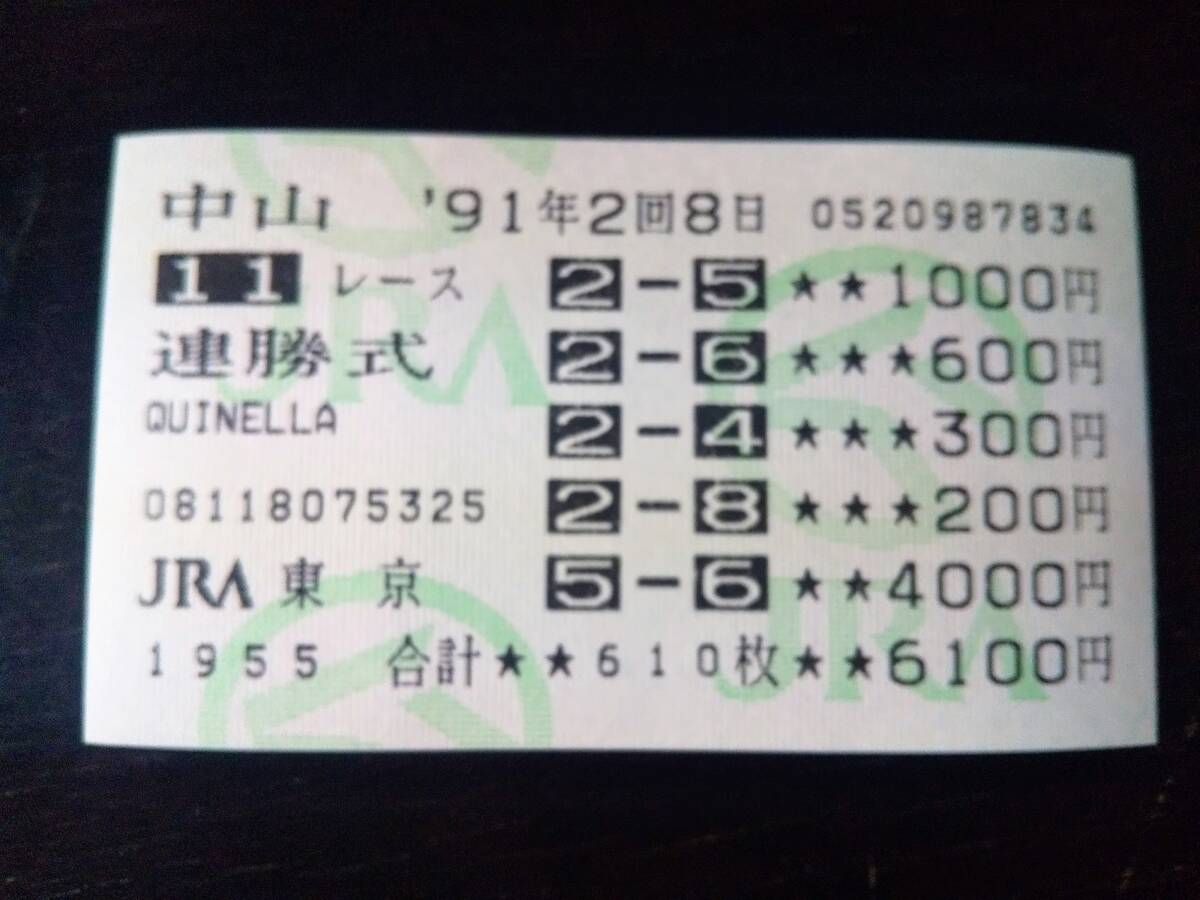 中山 '91年2回8日 0520987834
11 レース 2-5 ★★1000円
連勝式 2-6 ★★★600円
QUINELLA 2-4 ★★★300円
08118075325 2-8 ★★★200円
JRA 東京 5-6 ★★4000円
1955 合計★★610枚★★6100円